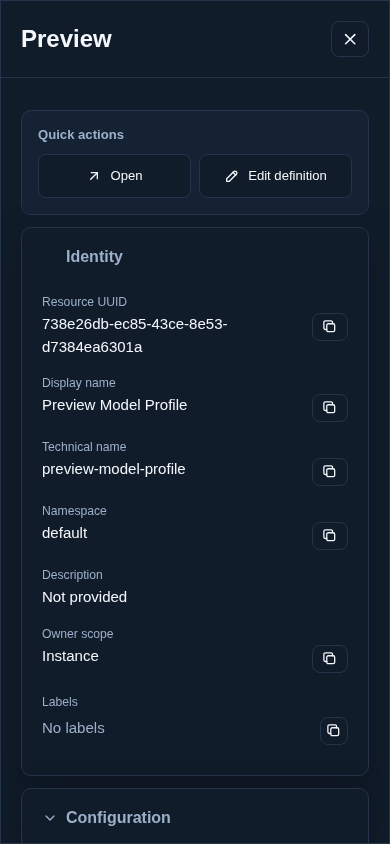 Preview
Quick actions
Open
Edit definition
Identity
Resource UUID
738e26db-ec85-43ce-8e53-
d7384ea6301a
Display name
Preview Model Profile
Technical name
preview-model-profile
Namespace
default
Description
Not provided
Owner scope
Instance
Labels
No labels
Configuration